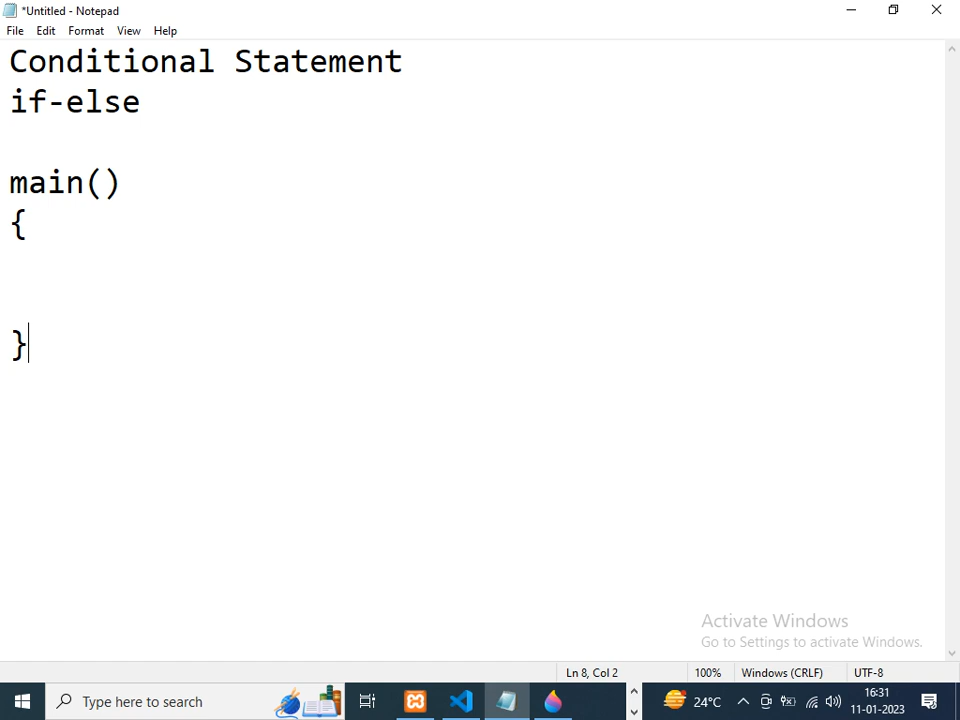 *Untitled - Notepad
File Edit Format View Help
Conditional Statement
if-else
main()
{
}
Activate Windows
Go to Settings to activate Windows.
Ln 8, Col 2 100% Windows (CRLF) UTF-8
Type here to search 24°C 16:31
11-01-2023